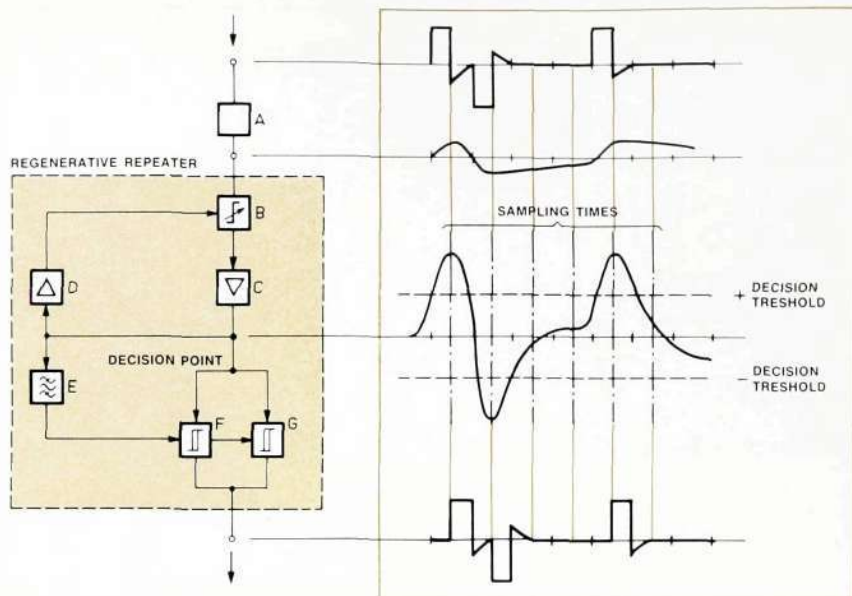 A
REGENERATIVE REPEATER
B
D
C
DECISION POINT
E
F
G
SAMPLING TIMES
+ DECISION
TRESHOLD
− DECISION
TRESHOLD